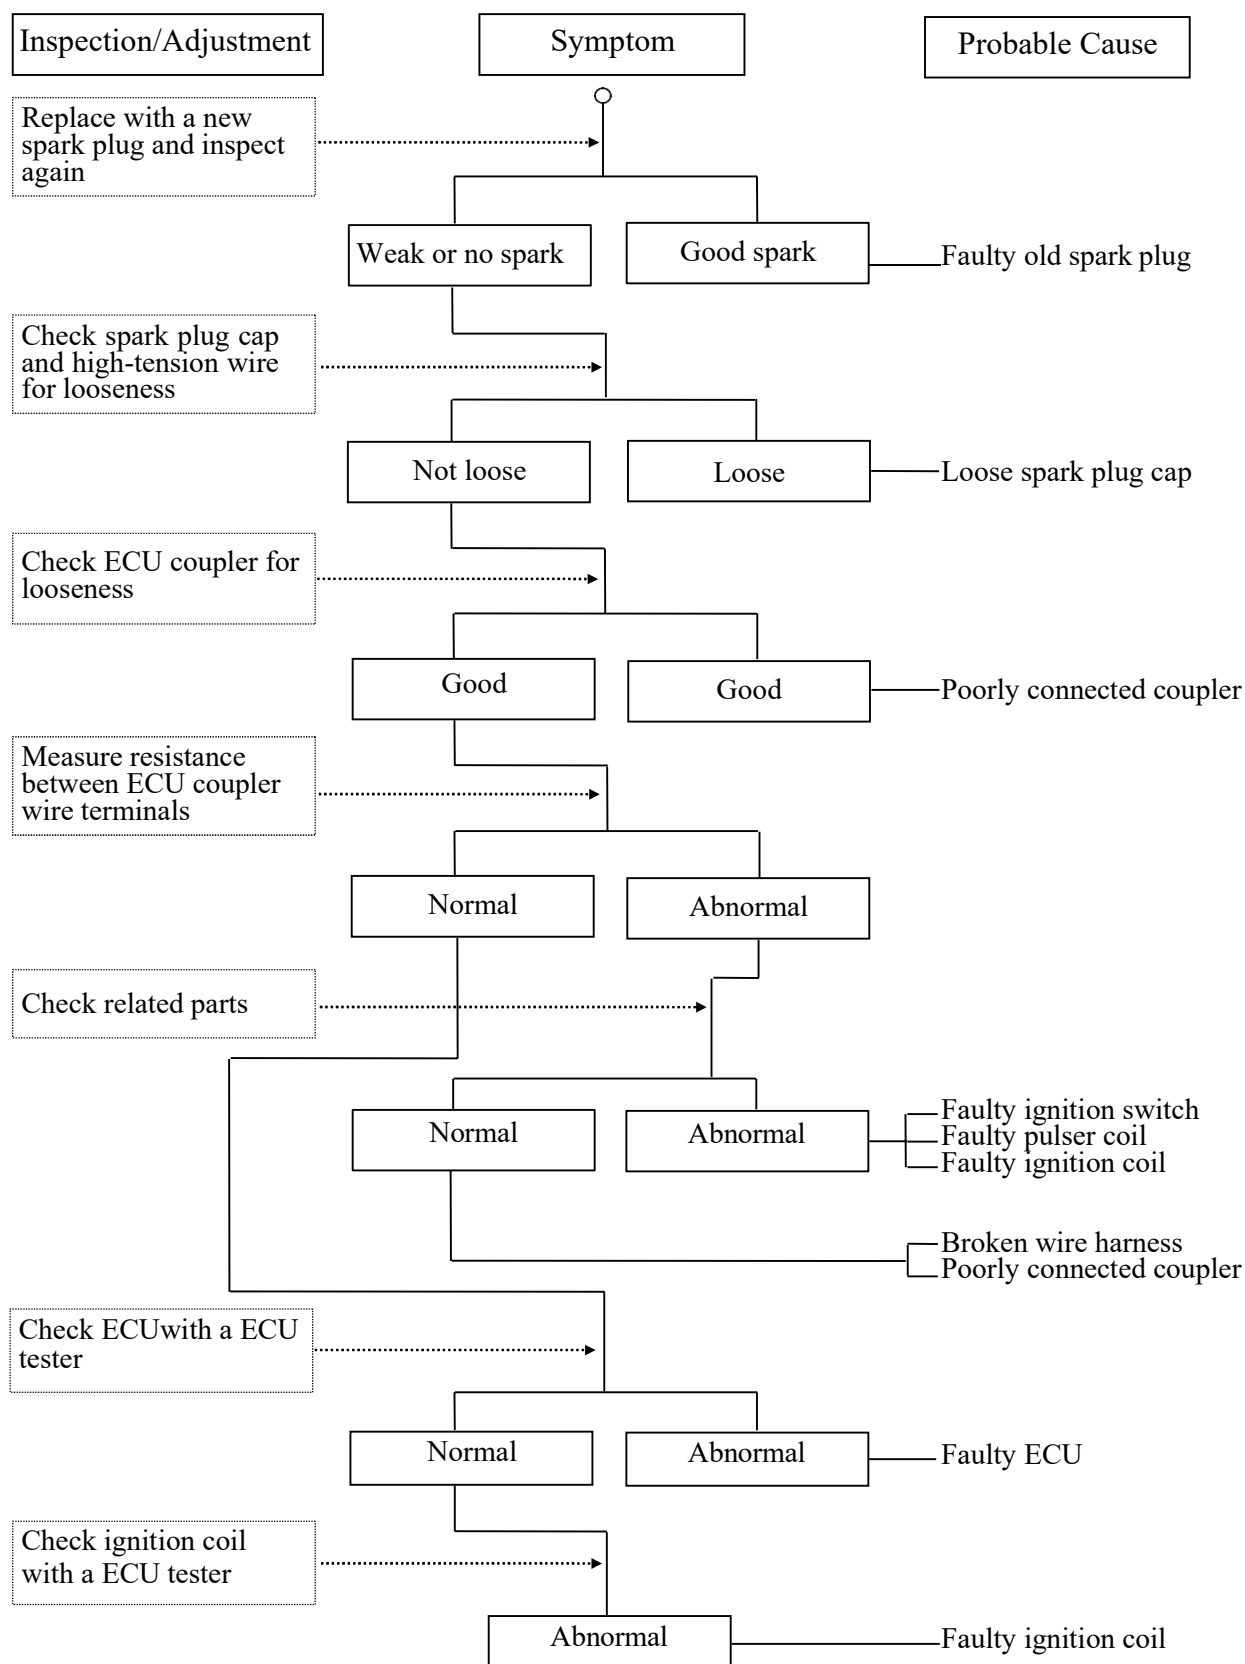 Inspection/Adjustment
Symptom
Probable Cause
Replace with a new
spark plug and inspect
again
Weak or no spark
Good spark
Faulty old spark plug
Check spark plug cap
and high-tension wire
for looseness
Not loose
Loose
Loose spark plug cap
Check ECU coupler for
looseness
Good
Good
Poorly connected coupler
Measure resistance
between ECU coupler
wire terminals
Normal
Abnormal
Check related parts
Normal
Abnormal
Faulty ignition switch
Faulty pulser coil
Faulty ignition coil
Broken wire harness
Poorly connected coupler
Check ECUwith a ECU
tester
Normal
Abnormal
Faulty ECU
Check ignition coil
with a ECU tester
Abnormal
Faulty ignition coil